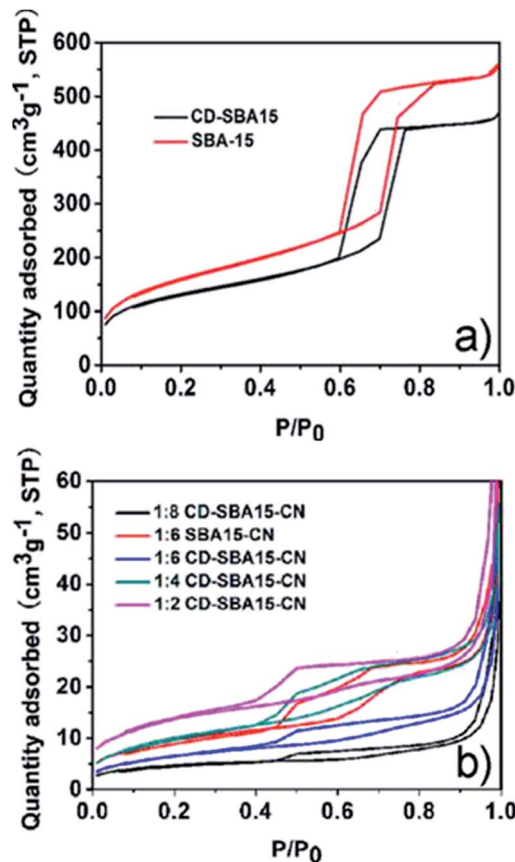 600
500
400
300
200
100
0
Quantity adsorbed (cm³g⁻¹, STP)
CD-SBA15
SBA-15
a)
0.0 0.2 0.4 0.6 0.8 1.0
P/P₀
60
50
40
30
20
10
0
Quantity adsorbed (cm³g⁻¹, STP)
1:8 CD-SBA15-CN
1:6 SBA15-CN
1:6 CD-SBA15-CN
1:4 CD-SBA15-CN
1:2 CD-SBA15-CN
b)
0.0 0.2 0.4 0.6 0.8 1.0
P/P₀